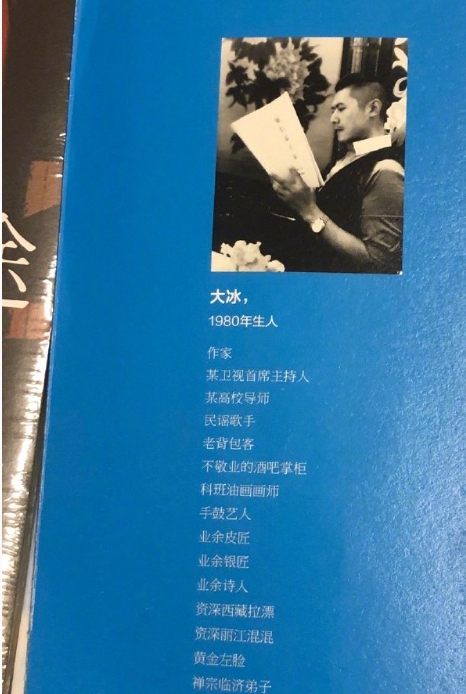 大冰，
1980年生人
作家
某卫视首席主持人
某高校导师
民谣歌手
老背包客
不敬业的酒吧掌柜
科班油画画师
手鼓艺人
业余皮匠
业余银匠
业余诗人
资深西藏拉漂
资深丽江混混
黄金左脸
禅宗临济弟子